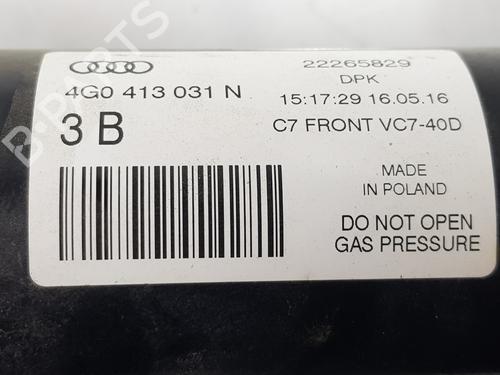 4G0 413 031 N
3 B
22265829
DPK
15:17:29 16.05.16
C7 FRONT VC7-40D
MADE
IN POLAND
DO NOT OPEN
GAS PRESSURE
B-PARTS